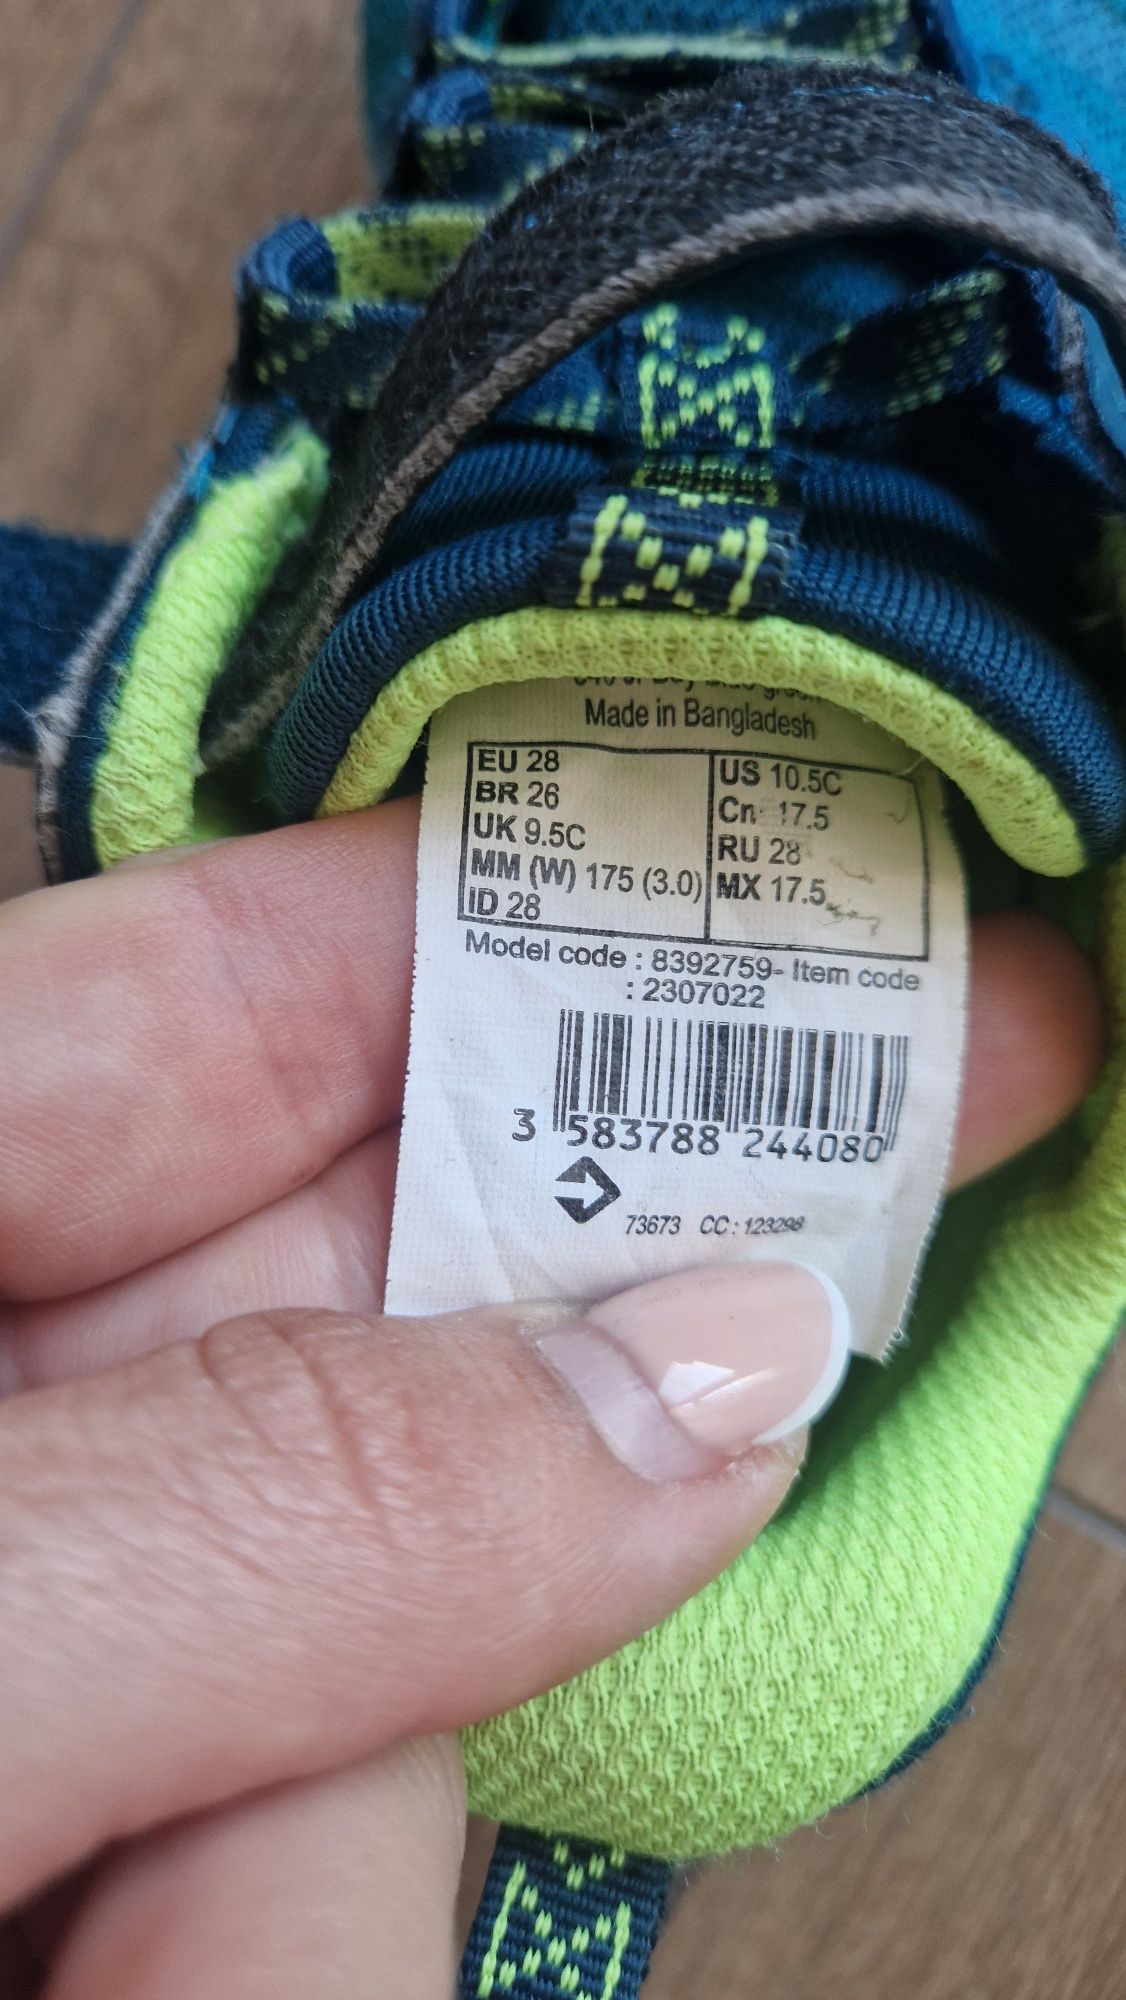 Made in Bangladesh
EU 28
BR 26
UK 9.5C
MM (W) 175 (3.0)
ID 28
US 10.5C
Cn 17.5
RU 28
MX 17.5
Model code : 8392759- Item code
: 2307022
3 583788 244080
73673 CC : 123298